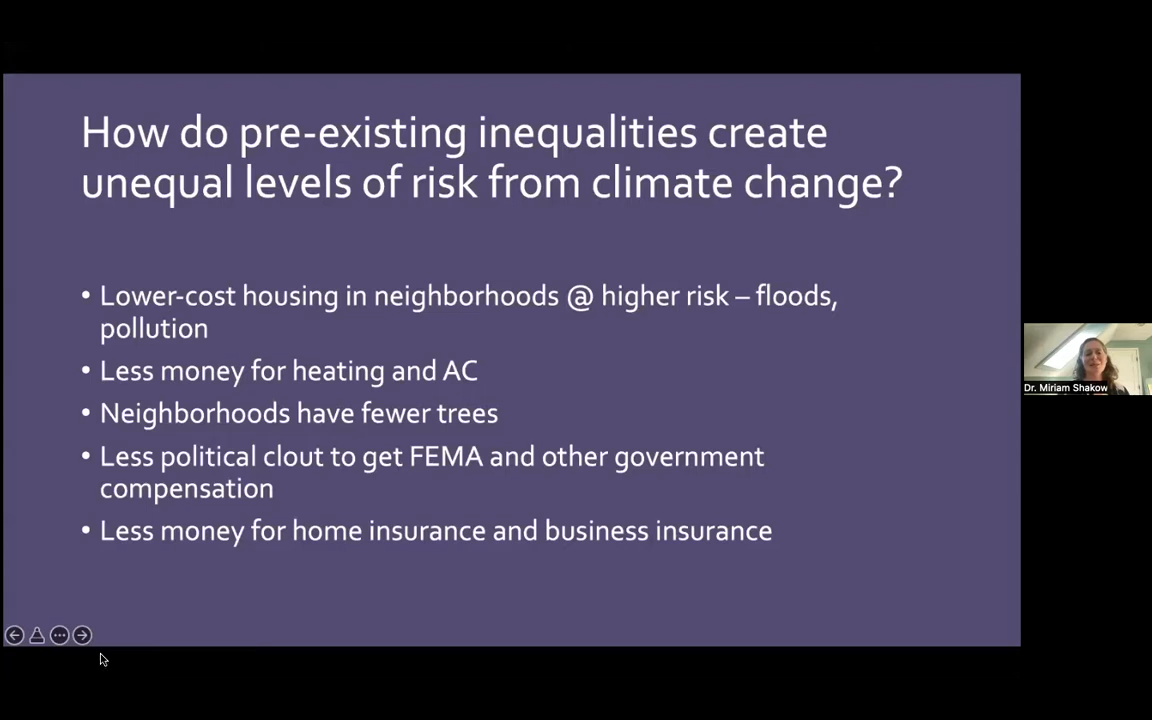 How do pre-existing inequalities create
unequal levels of risk from climate change?
• Lower-cost housing in neighborhoods @ higher risk – floods,
pollution
• Less money for heating and AC
• Neighborhoods have fewer trees
• Less political clout to get FEMA and other government
compensation
• Less money for home insurance and business insurance
Dr. Miriam Shakow